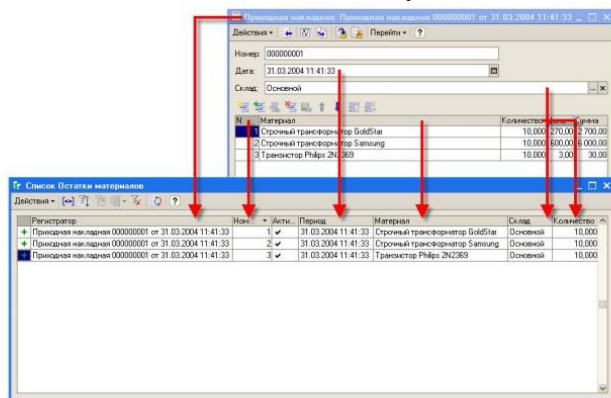 Приходная накладная: Приходная накладная 000000001 от 31.03.2004 11:41:33
Действия Перейти ?
Номер: 000000001
Дата: 31.03.2004 11:41:33
Склад: Основной ... x
N Материал Количество Цена Сумма
1 Строчный трансформатор GoldStar 10,000 270,00 2 700,00
2 Строчный трансформатор Samsung 10,000 600,00 6 000,00
3 Транзистор Philips 2N2369 10,000 3,00 30,00
Список Остатки материалов
Действия ?
Регистратор Ном... Акти... Период Материал Склад Количество
Приходная накладная 000000001 от 31.03.2004 11:41:33 1 31.03.2004 11:41:33 Строчный трансформатор GoldStar Основной 10,000
Приходная накладная 000000001 от 31.03.2004 11:41:33 2 31.03.2004 11:41:33 Строчный трансформатор Samsung Основной 10,000
Приходная накладная 000000001 от 31.03.2004 11:41:33 3 31.03.2004 11:41:33 Транзистор Philips 2N2369 Основной 10,000